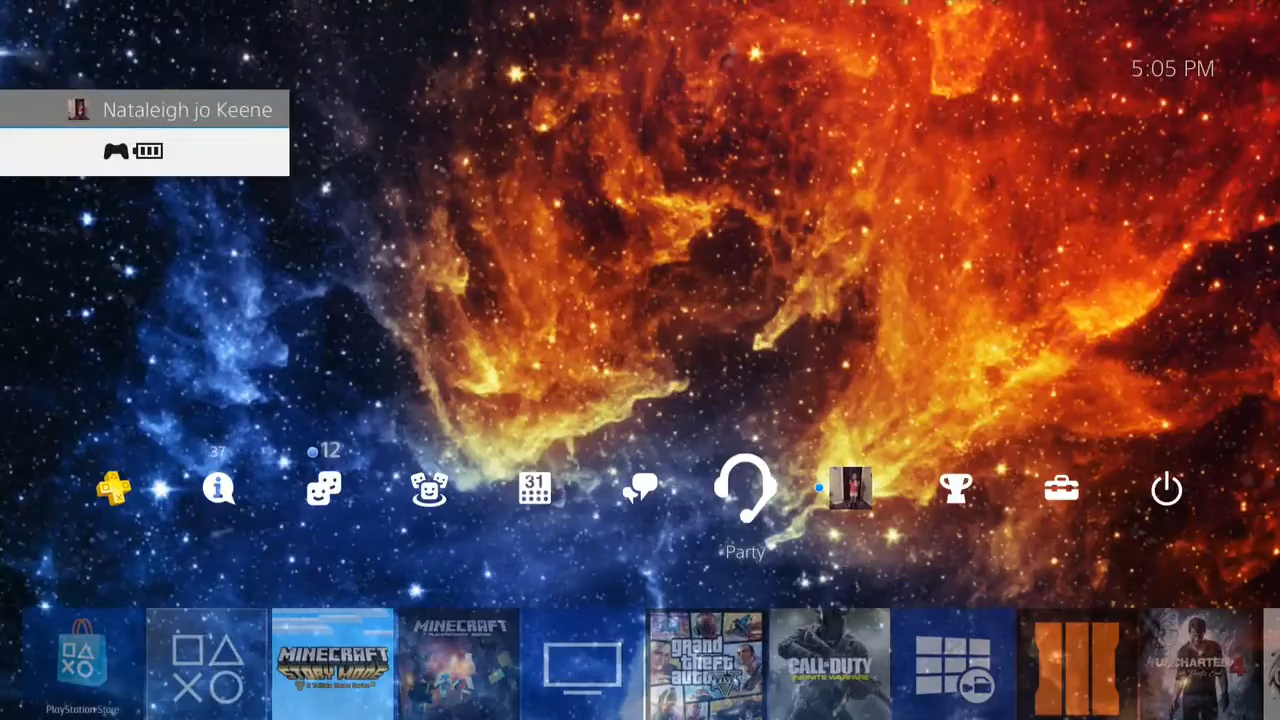 5:05 PM
Nataleigh jo Keene
37
12
31
Party
PlayStation Store
MINECRAFT
STORY MODE
MINECRAFT
grand
theft
auto
V
CALL OF DUTY
INFINITE WARFARE
UNCHARTED 4